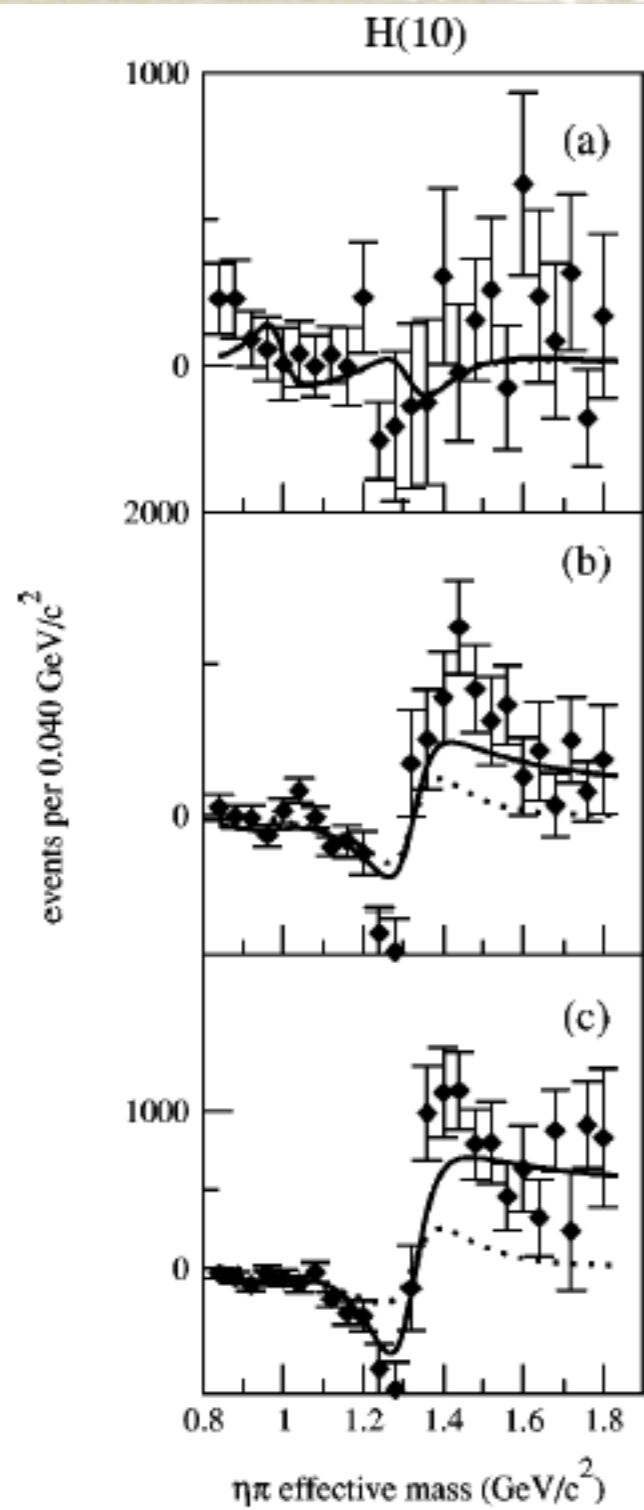 H(10)
1000
(a)
0
2000
(b)
0
(c)
1000
0
0.8 1 1.2 1.4 1.6 1.8
ηπ effective mass (GeV/c²)
events per 0.040 GeV/c²